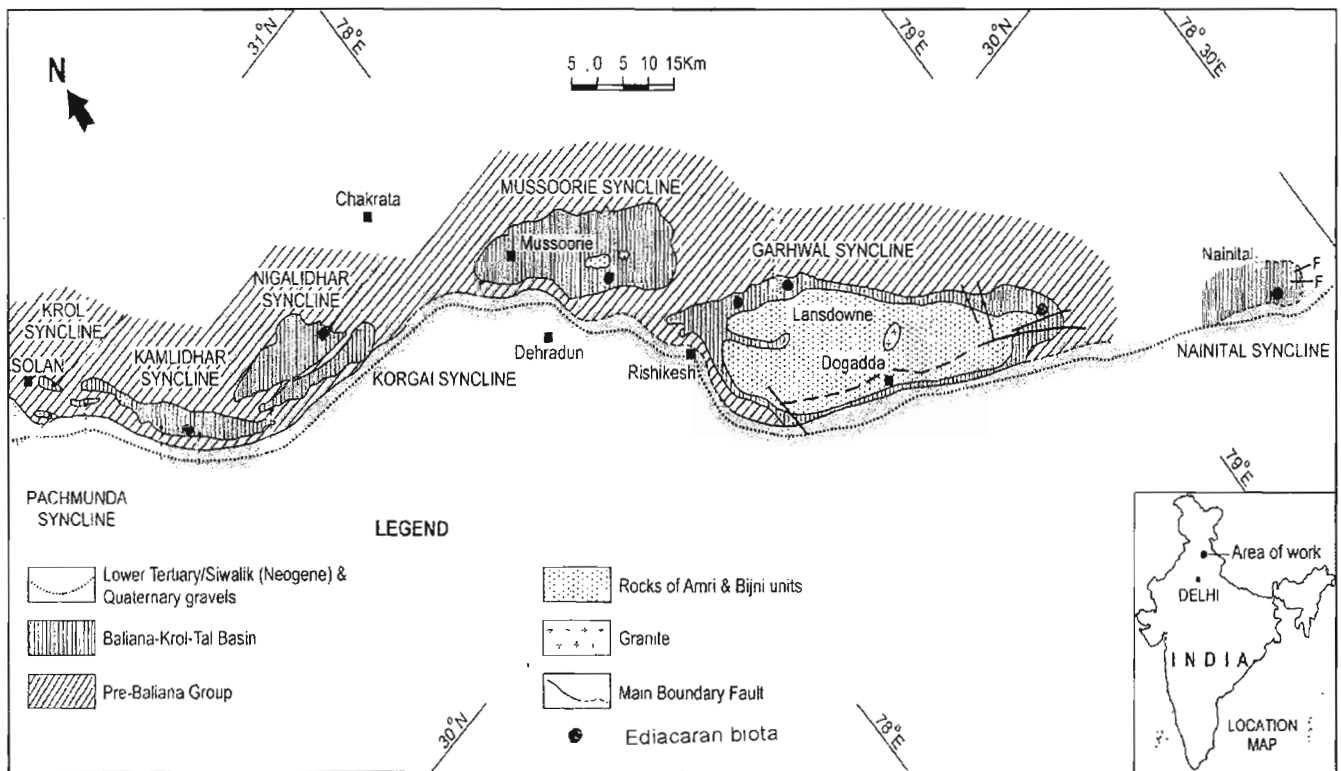 31°N
78°E
79°E
30°N
78° 30'E
N
5 0 5 10 15Km
Chakrata
MUSSOORIE SYNCLINE
Mussoorie
NIGALIDHAR
SYNCLINE
GARHWAL SYNCLINE
Nainital
F
F
KROL
SYNCLINE
SOLAN
KAMLIDHAR
SYNCLINE
KORGAI SYNCLINE
Dehradun
Rishikesh
Lansdowne
Dogadda
NAINITAL SYNCLINE
PACHMUNDA
SYNCLINE
79°E
LEGEND
Lower Tertiary/Siwalik (Neogene) &
Quaternary gravels
Baliana-Krol-Tal Basin
Pre-Baliana Group
Rocks of Amri & Bijni units
Granite
Main Boundary Fault
Ediacaran biota
30°N
78°E
Area of work
DELHI
INDIA
LOCATION
MAP